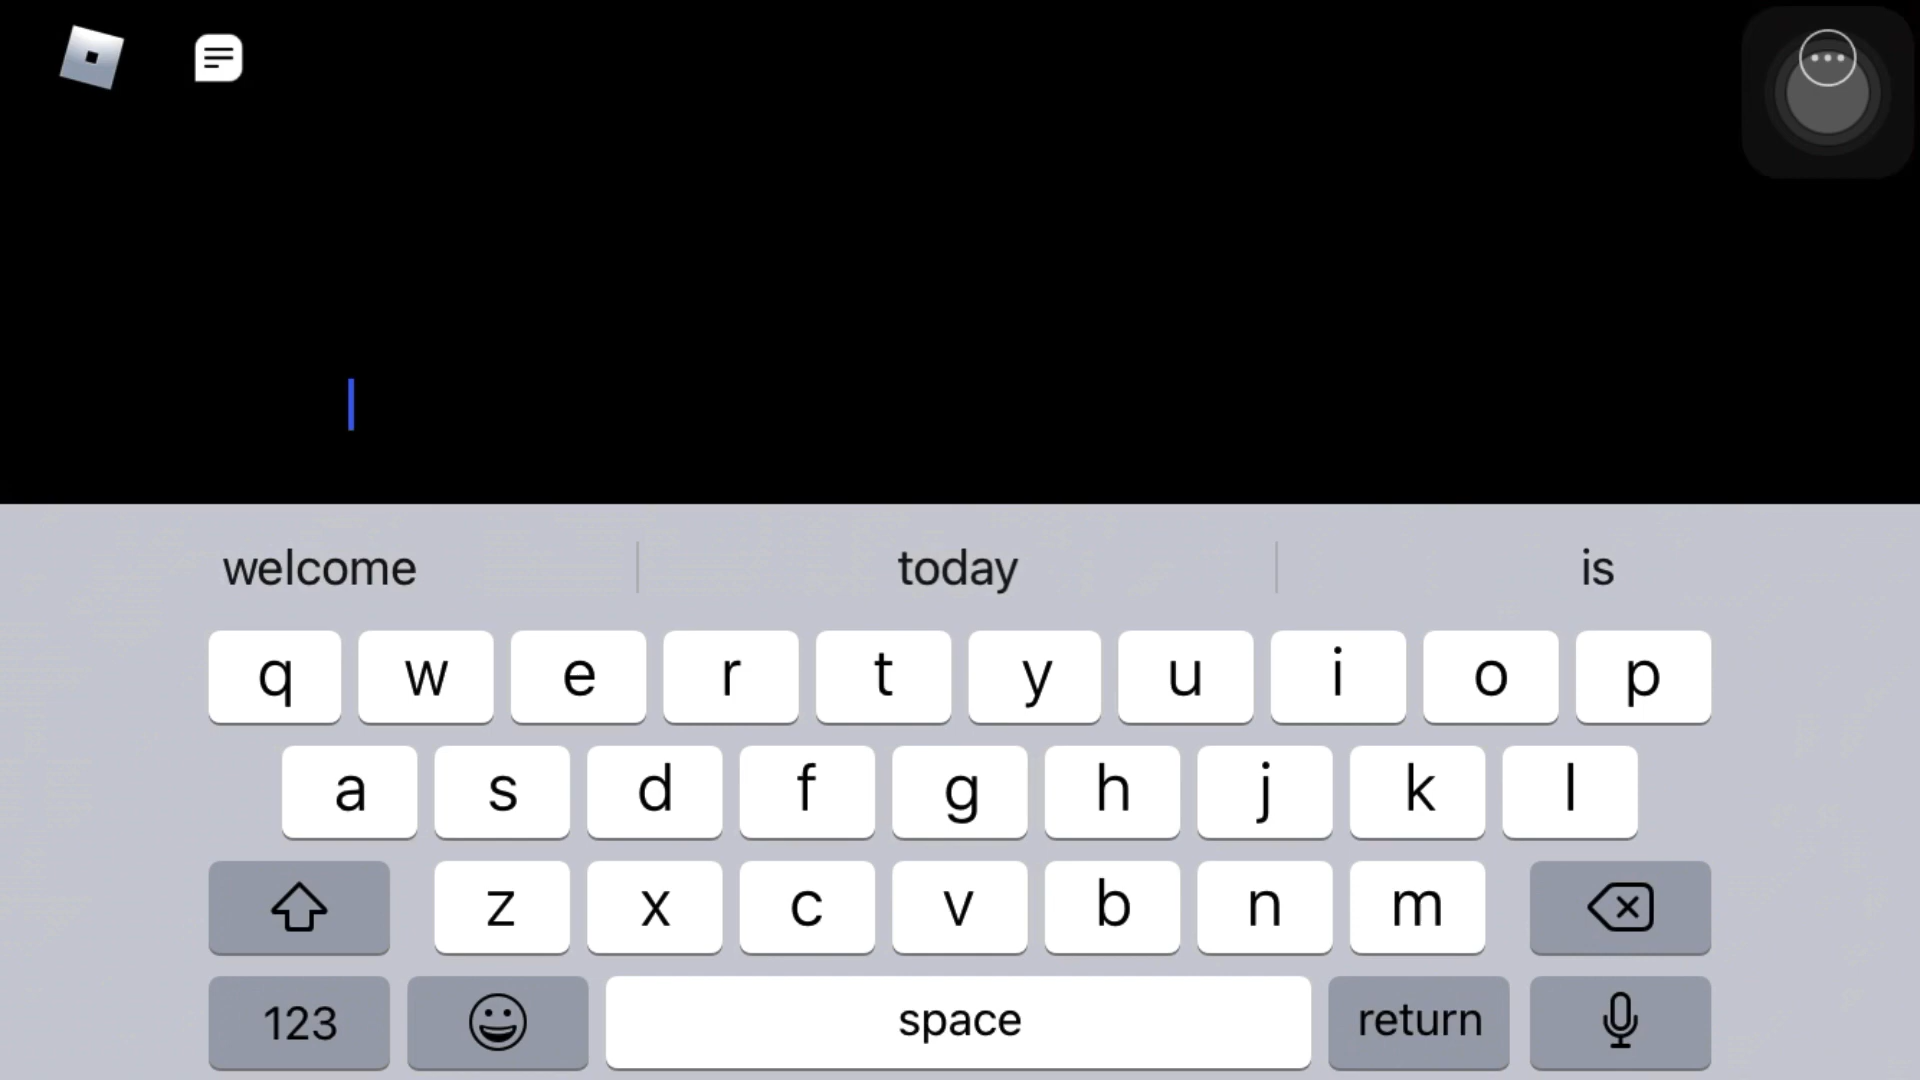 welcome today is
q w e r t y u i o p
a s d f g h j k l
z x c v b n m
123 space return